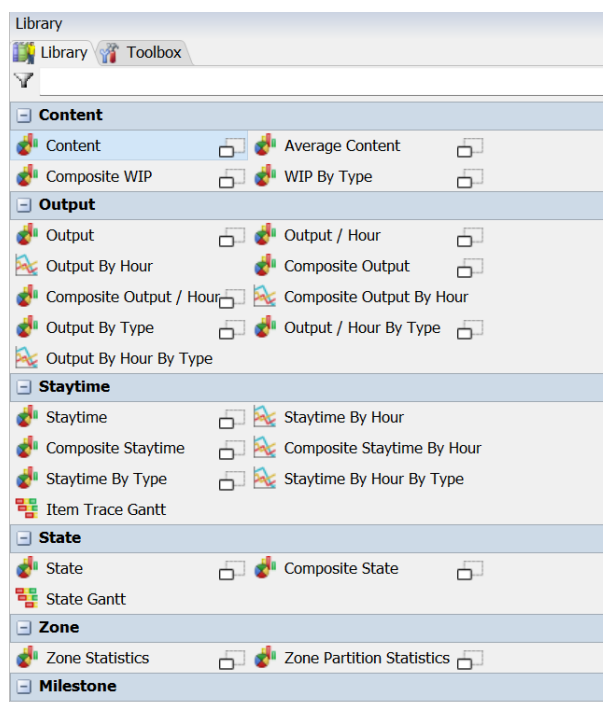 Library
Library Toolbox
Content
Content Average Content
Composite WIP WIP By Type
Output
Output Output / Hour
Output By Hour Composite Output
Composite Output / Hour Composite Output By Hour
Output By Type Output / Hour By Type
Output By Hour By Type
Staytime
Staytime Staytime By Hour
Composite Staytime Composite Staytime By Hour
Staytime By Type Staytime By Hour By Type
Item Trace Gantt
State
State Composite State
State Gantt
Zone
Zone Statistics Zone Partition Statistics
Milestone